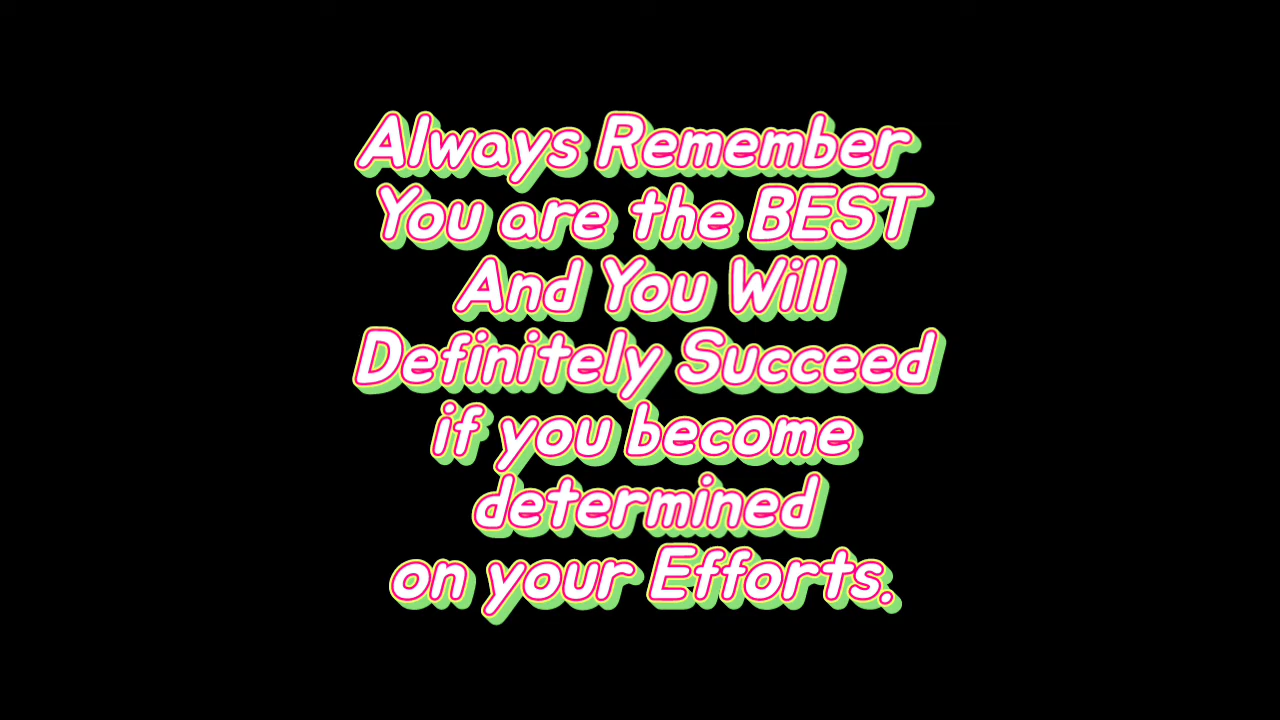 Always Remember
You are the BEST
And You Will
Definitely Succeed
if you become
determined
on your Efforts.